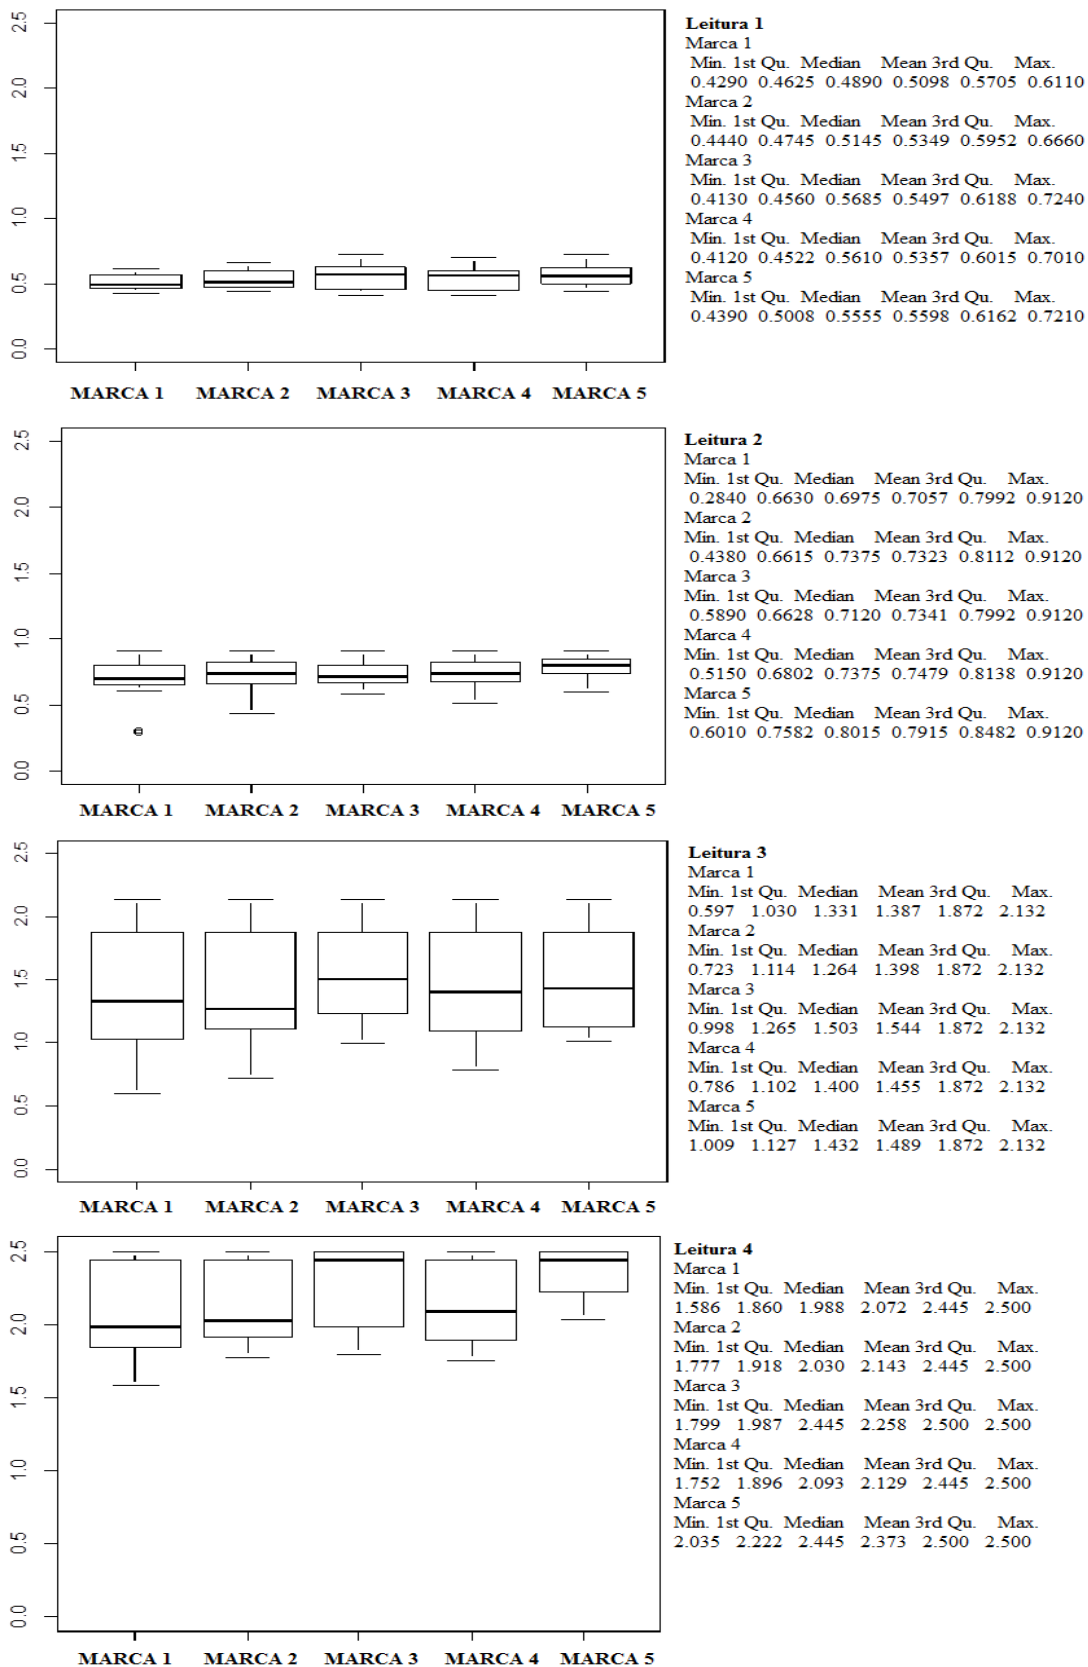 2.5
2.0
1.5
1.0
0.5
0.0
MARCA 1 MARCA 2 MARCA 3 MARCA 4 MARCA 5
Leitura 1
Marca 1
Min. 1st Qu. Median Mean 3rd Qu. Max.
0.4290 0.4625 0.4890 0.5098 0.5705 0.6110
Marca 2
Min. 1st Qu. Median Mean 3rd Qu. Max.
0.4440 0.4745 0.5145 0.5349 0.5952 0.6660
Marca 3
Min. 1st Qu. Median Mean 3rd Qu. Max.
0.4130 0.4560 0.5685 0.5497 0.6188 0.7240
Marca 4
Min. 1st Qu. Median Mean 3rd Qu. Max.
0.4120 0.4522 0.5610 0.5357 0.6015 0.7010
Marca 5
Min. 1st Qu. Median Mean 3rd Qu. Max.
0.4390 0.5008 0.5555 0.5598 0.6162 0.7210
2.5
2.0
1.5
1.0
0.5
0.0
MARCA 1 MARCA 2 MARCA 3 MARCA 4 MARCA 5
Leitura 2
Marca 1
Min. 1st Qu. Median Mean 3rd Qu. Max.
0.2840 0.6630 0.6975 0.7057 0.7992 0.9120
Marca 2
Min. 1st Qu. Median Mean 3rd Qu. Max.
0.4380 0.6615 0.7375 0.7323 0.8112 0.9120
Marca 3
Min. 1st Qu. Median Mean 3rd Qu. Max.
0.5890 0.6628 0.7120 0.7341 0.7992 0.9120
Marca 4
Min. 1st Qu. Median Mean 3rd Qu. Max.
0.5150 0.6802 0.7375 0.7479 0.8138 0.9120
Marca 5
Min. 1st Qu. Median Mean 3rd Qu. Max.
0.6010 0.7582 0.8015 0.7915 0.8482 0.9120
2.5
2.0
1.5
1.0
0.5
0.0
MARCA 1 MARCA 2 MARCA 3 MARCA 4 MARCA 5
Leitura 3
Marca 1
Min. 1st Qu. Median Mean 3rd Qu. Max.
0.597 1.030 1.331 1.387 1.872 2.132
Marca 2
Min. 1st Qu. Median Mean 3rd Qu. Max.
0.723 1.114 1.264 1.398 1.872 2.132
Marca 3
Min. 1st Qu. Median Mean 3rd Qu. Max.
0.998 1.265 1.503 1.544 1.872 2.132
Marca 4
Min. 1st Qu. Median Mean 3rd Qu. Max.
0.786 1.102 1.400 1.455 1.872 2.132
Marca 5
Min. 1st Qu. Median Mean 3rd Qu. Max.
1.009 1.127 1.432 1.489 1.872 2.132
2.5
2.0
1.5
1.0
0.5
0.0
MARCA 1 MARCA 2 MARCA 3 MARCA 4 MARCA 5
Leitura 4
Marca 1
Min. 1st Qu. Median Mean 3rd Qu. Max.
1.586 1.860 1.988 2.072 2.445 2.500
Marca 2
Min. 1st Qu. Median Mean 3rd Qu. Max.
1.777 1.918 2.030 2.143 2.445 2.500
Marca 3
Min. 1st Qu. Median Mean 3rd Qu. Max.
1.799 1.987 2.445 2.258 2.500 2.500
Marca 4
Min. 1st Qu. Median Mean 3rd Qu. Max.
1.752 1.896 2.093 2.129 2.445 2.500
Marca 5
Min. 1st Qu. Median Mean 3rd Qu. Max.
2.035 2.222 2.445 2.373 2.500 2.500